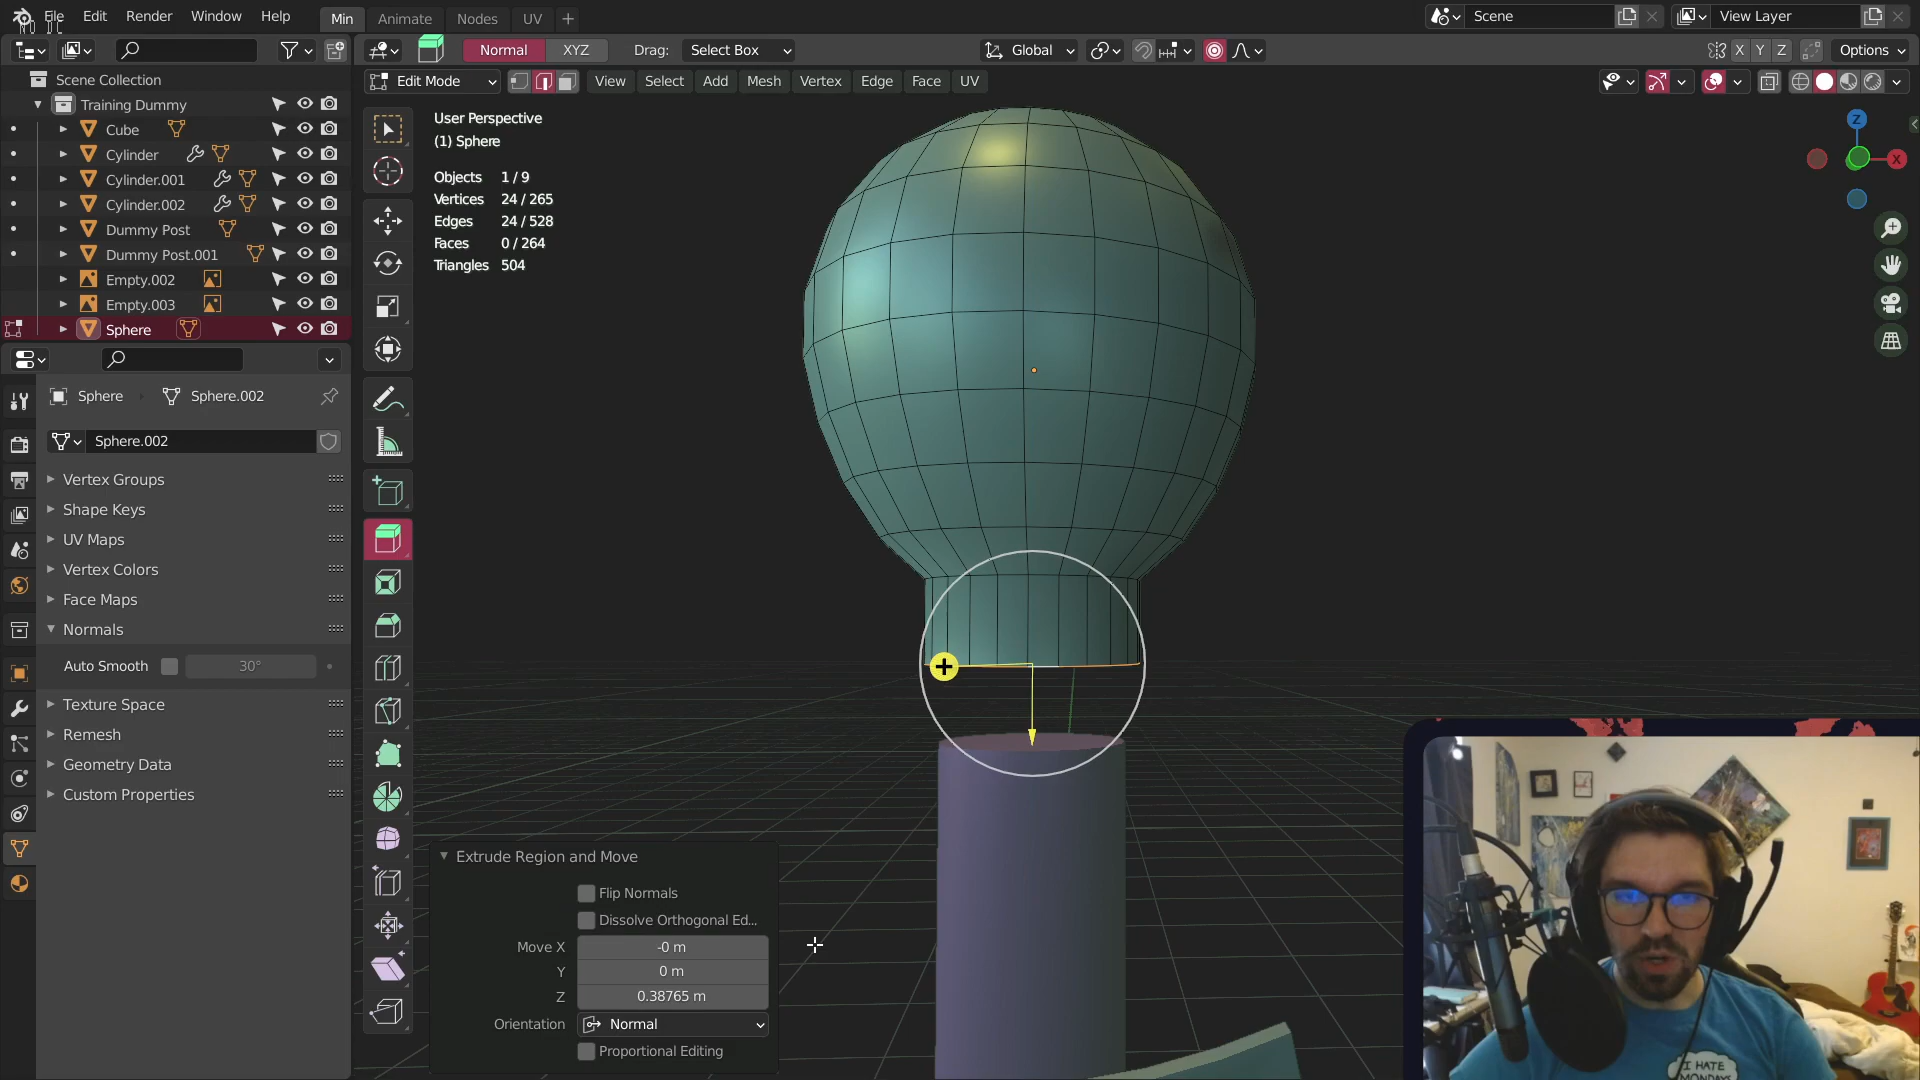 File Edit Render Window Help Min Animate Nodes UV + Scene View Layer
Normal XYZ Drag: Select Box Global X Y Z Options
Scene Collection
Edit Mode View Select Add Mesh Vertex Edge Face UV
Training Dummy
Cube
Cylinder
Cylinder.001
Cylinder.002
Dummy Post
Dummy Post.001
Empty.002
Empty.003
Sphere
User Perspective
(1) Sphere
Objects 1 / 9
Vertices 24 / 265
Edges 24 / 528
Faces 0 / 264
Triangles 504
Z
X
Sphere Sphere.002
Sphere.002
Vertex Groups
Shape Keys
UV Maps
Vertex Colors
Face Maps
Normals
Auto Smooth 30°
Texture Space
Remesh
Geometry Data
Custom Properties
Extrude Region and Move
Flip Normals
Dissolve Orthogonal Ed...
Move X -0 m
Y 0 m
Z 0.38765 m
Orientation Normal
Proportional Editing
I HATE
MONDAYS